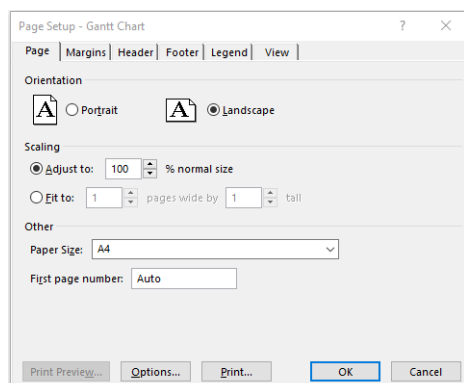 Page Setup - Gantt Chart ? ×
Page Margins Header Footer Legend View
Orientation
A Portrait A Landscape
Scaling
Adjust to: 100 % normal size
Fit to: 1 pages wide by 1 tall
Other
Paper Size: A4
First page number: Auto
Print Preview... Options... Print... OK Cancel